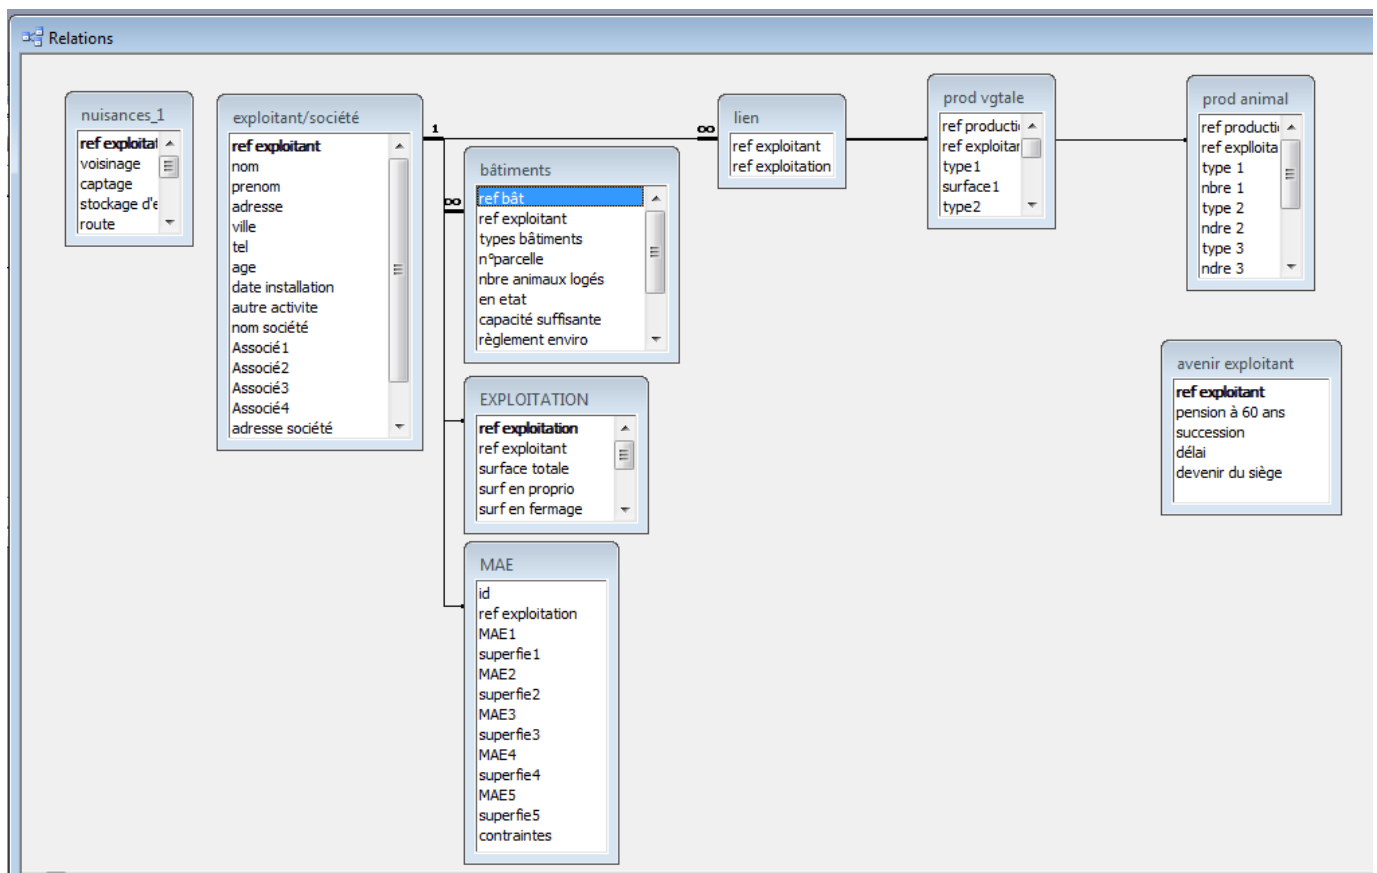 Relations
nuisances_1
ref exploitat
voisinage
captage
stockage d'e
route
exploitant/société
ref exploitant
nom
prenom
adresse
ville
tel
age
date installation
autre activite
nom société
Associé1
Associé2
Associé3
Associé4
adresse société
1
∞
∞
bâtiments
ref bât
ref exploitant
types bâtiments
n°parcelle
nbre animaux logés
en etat
capacité suffisante
règlement enviro
EXPLOITATION
ref exploitation
ref exploitant
surface totale
surf en proprio
surf en fermage
MAE
id
ref exploitation
MAE1
superfie1
MAE2
superfie2
MAE3
superfie3
MAE4
superfie4
MAE5
superfie5
contraintes
lien
ref exploitant
ref exploitation
prod vgtale
ref producti
ref exploitar
type1
surface1
type2
prod animal
ref producti
ref explloita
type 1
nbre 1
type 2
ndre 2
type 3
ndre 3
avenir exploitant
ref exploitant
pension à 60 ans
succession
délai
devenir du siège